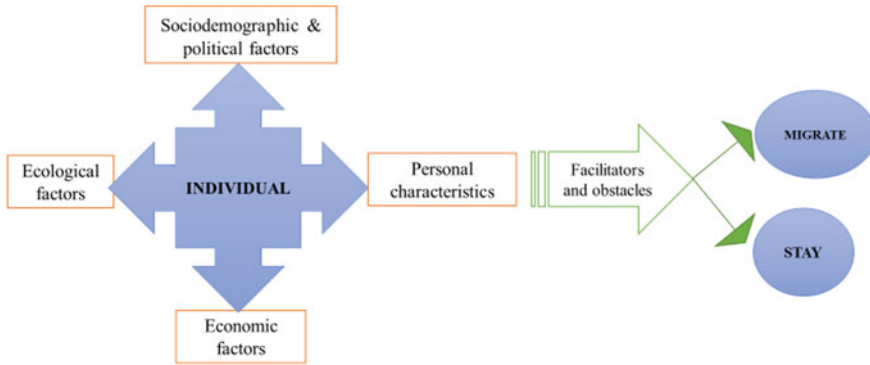 Sociodemographic &
political factors
Ecological
factors
INDIVIDUAL
Personal
characteristics
Economic
factors
Facilitators
and obstacles
MIGRATE
STAY